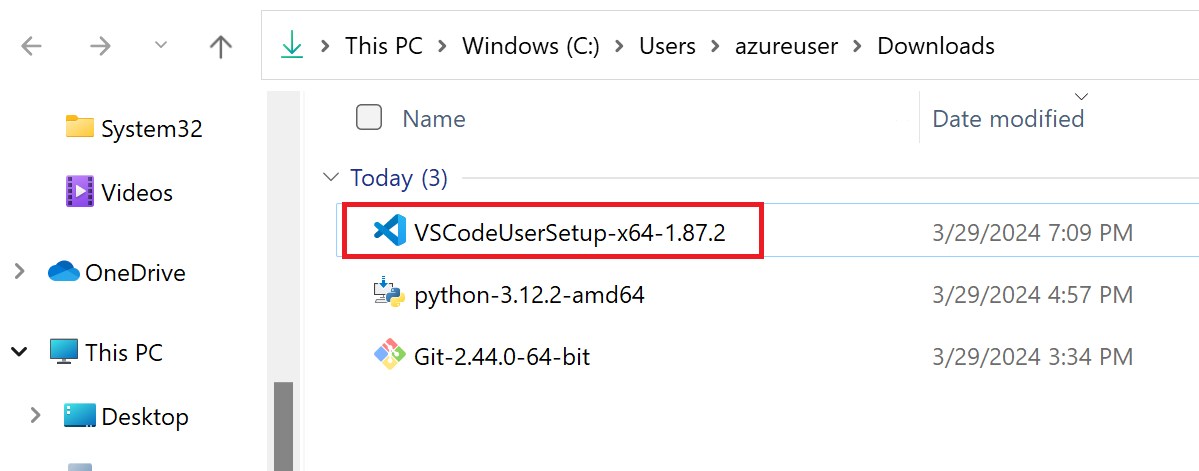 This PC > Windows (C:) > Users > azureuser > Downloads
System32
Videos
OneDrive
This PC
Desktop
Name Date modified
Today (3)
VSCodeUserSetup-x64-1.87.2 3/29/2024 7:09 PM
python-3.12.2-amd64 3/29/2024 4:57 PM
Git-2.44.0-64-bit 3/29/2024 3:34 PM